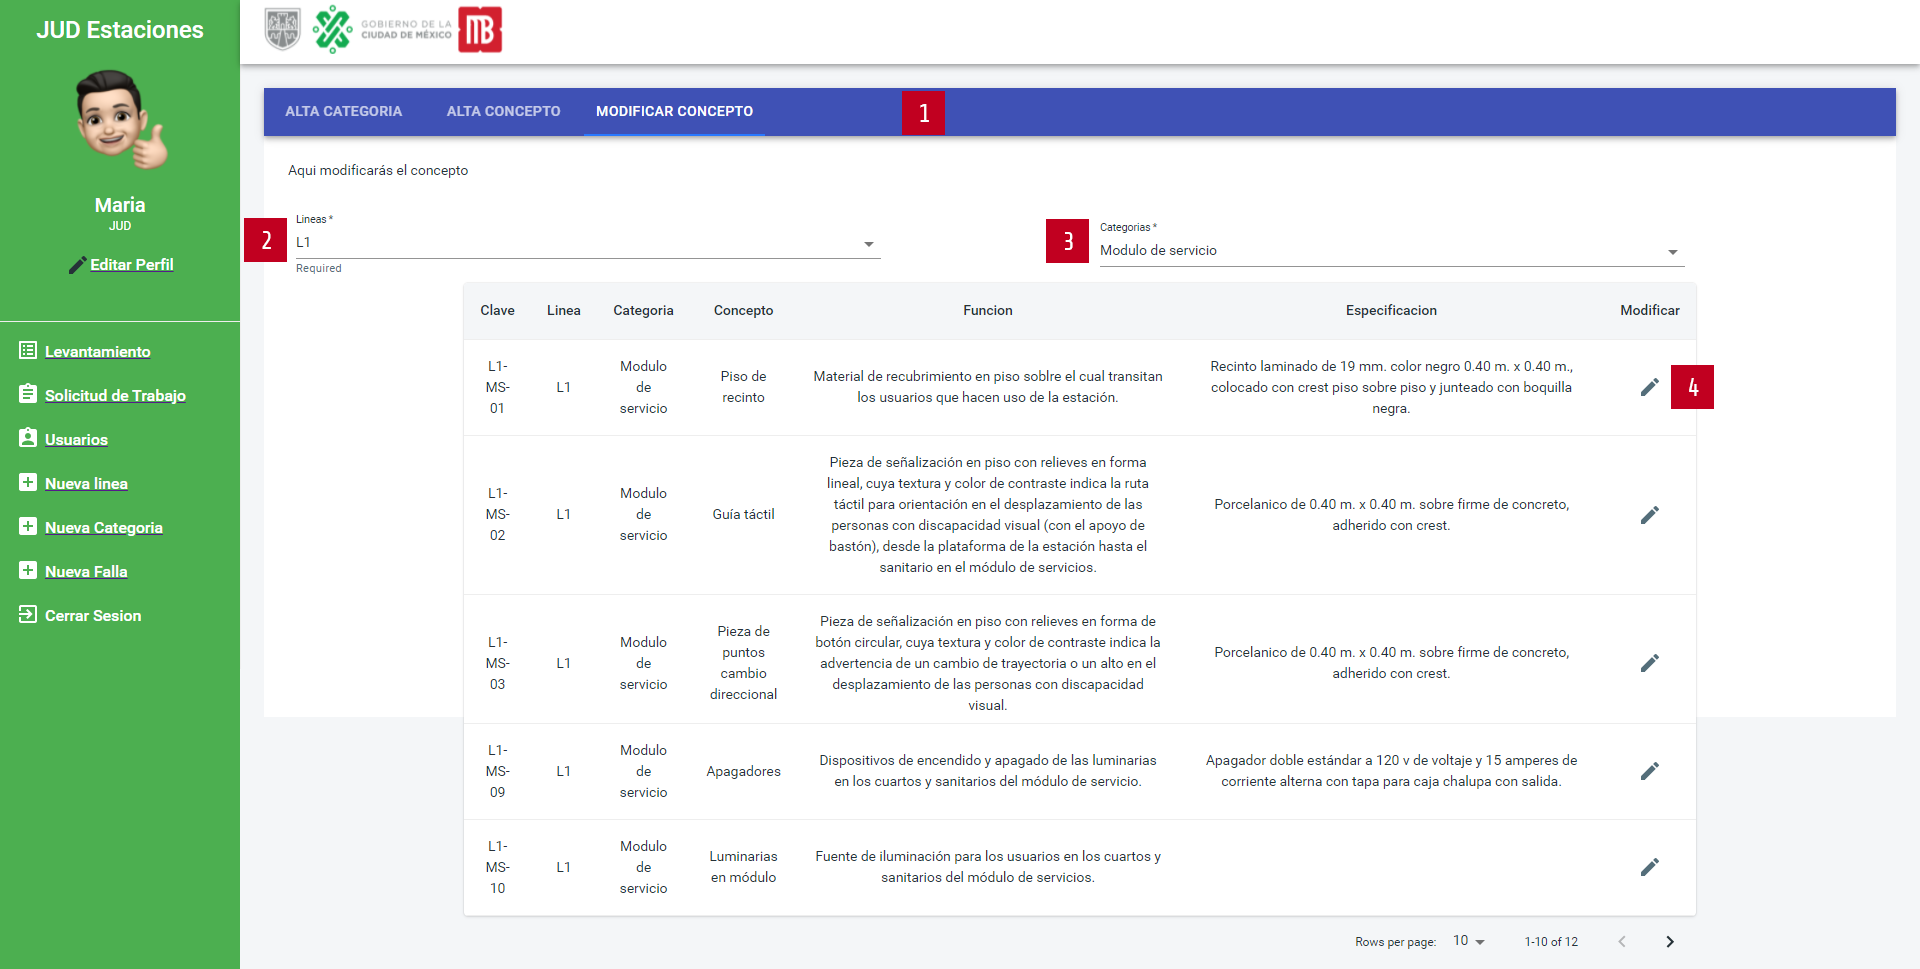 JUD Estaciones
Maria
JUD
Editar Perfil
Levantamiento
Solicitud de Trabajo
Usuarios
Nueva linea
Nueva Categoria
Nueva Falla
Cerrar Sesion
GOBIERNO DE LA
CIUDAD DE MÉXICO
MB
ALTA CATEGORIA
ALTA CONCEPTO
MODIFICAR CONCEPTO
1
Aqui modificarás el concepto
2
Lineas *
L1
Required
3
Categorias *
Modulo de servicio
Clave
Linea
Categoria
Concepto
Funcion
Especificacion
Modificar
L1-
MS-
01
L1
Modulo
de
servicio
Piso de
recinto
Material de recubrimiento en piso soblre el cual transitan
los usuarios que hacen uso de la estación.
Recinto laminado de 19 mm. color negro 0.40 m. x 0.40 m.,
colocado con crest piso sobre piso y junteado con boquilla
negra.
4
L1-
MS-
02
L1
Modulo
de
servicio
Guía táctil
Pieza de señalización en piso con relieves en forma
lineal, cuya textura y color de contraste indica la ruta
táctil para orientación en el desplazamiento de las
personas con discapacidad visual (con el apoyo de
bastón), desde la plataforma de la estación hasta el
sanitario en el módulo de servicios.
Porcelanico de 0.40 m. x 0.40 m. sobre firme de concreto,
adherido con crest.
L1-
MS-
03
L1
Modulo
de
servicio
Pieza de
puntos
cambio
direccional
Pieza de señalización en piso con relieves en forma de
botón circular, cuya textura y color de contraste indica la
advertencia de un cambio de trayectoria o un alto en el
desplazamiento de las personas con discapacidad
visual.
Porcelanico de 0.40 m. x 0.40 m. sobre firme de concreto,
adherido con crest.
L1-
MS-
09
L1
Modulo
de
servicio
Apagadores
Dispositivos de encendido y apagado de las luminarias
en los cuartos y sanitarios del módulo de servicio.
Apagador doble estándar a 120 v de voltaje y 15 amperes de
corriente alterna con tapa para caja chalupa con salida.
L1-
MS-
10
L1
Modulo
de
servicio
Luminarias
en módulo
Fuente de iluminación para los usuarios en los cuartos y
sanitarios del módulo de servicios.
Rows per page:
10
1-10 of 12